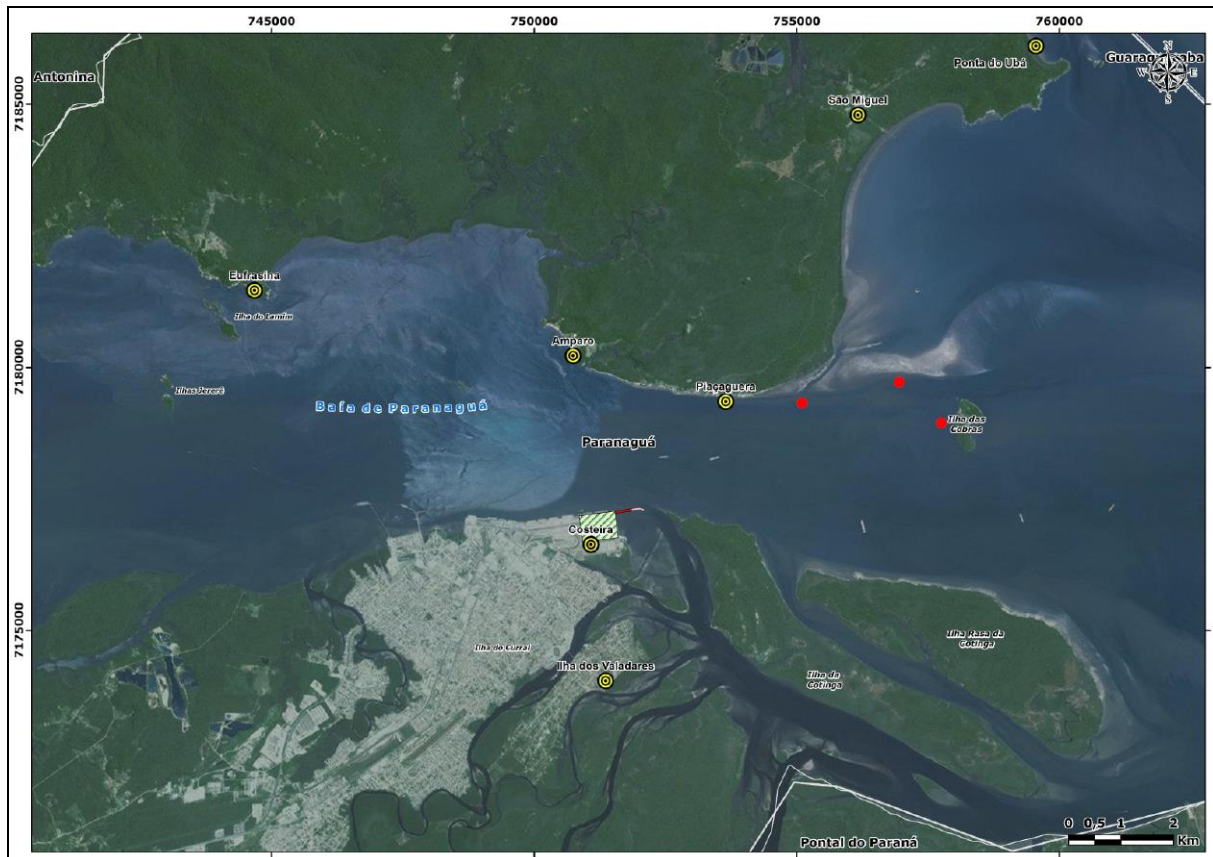 745000
750000
755000
760000
Antonina
Ponta do Ubá
N
W
E
S
7185000
São Miguel
Eufrasina
Ilha do Lamim
Amparo
7180000
Ilhas Jererê
Piaçaguera
Baía de Paranaguá
Ilha das
Cobras
Paranaguá
Costeira
7175000
Ilha Rasa da
Cotinga
Ilha do Curral
Ilha dos Valadares
Ilha da
Cotinga
0 0,5 1 2
Km
Pontal do Paraná